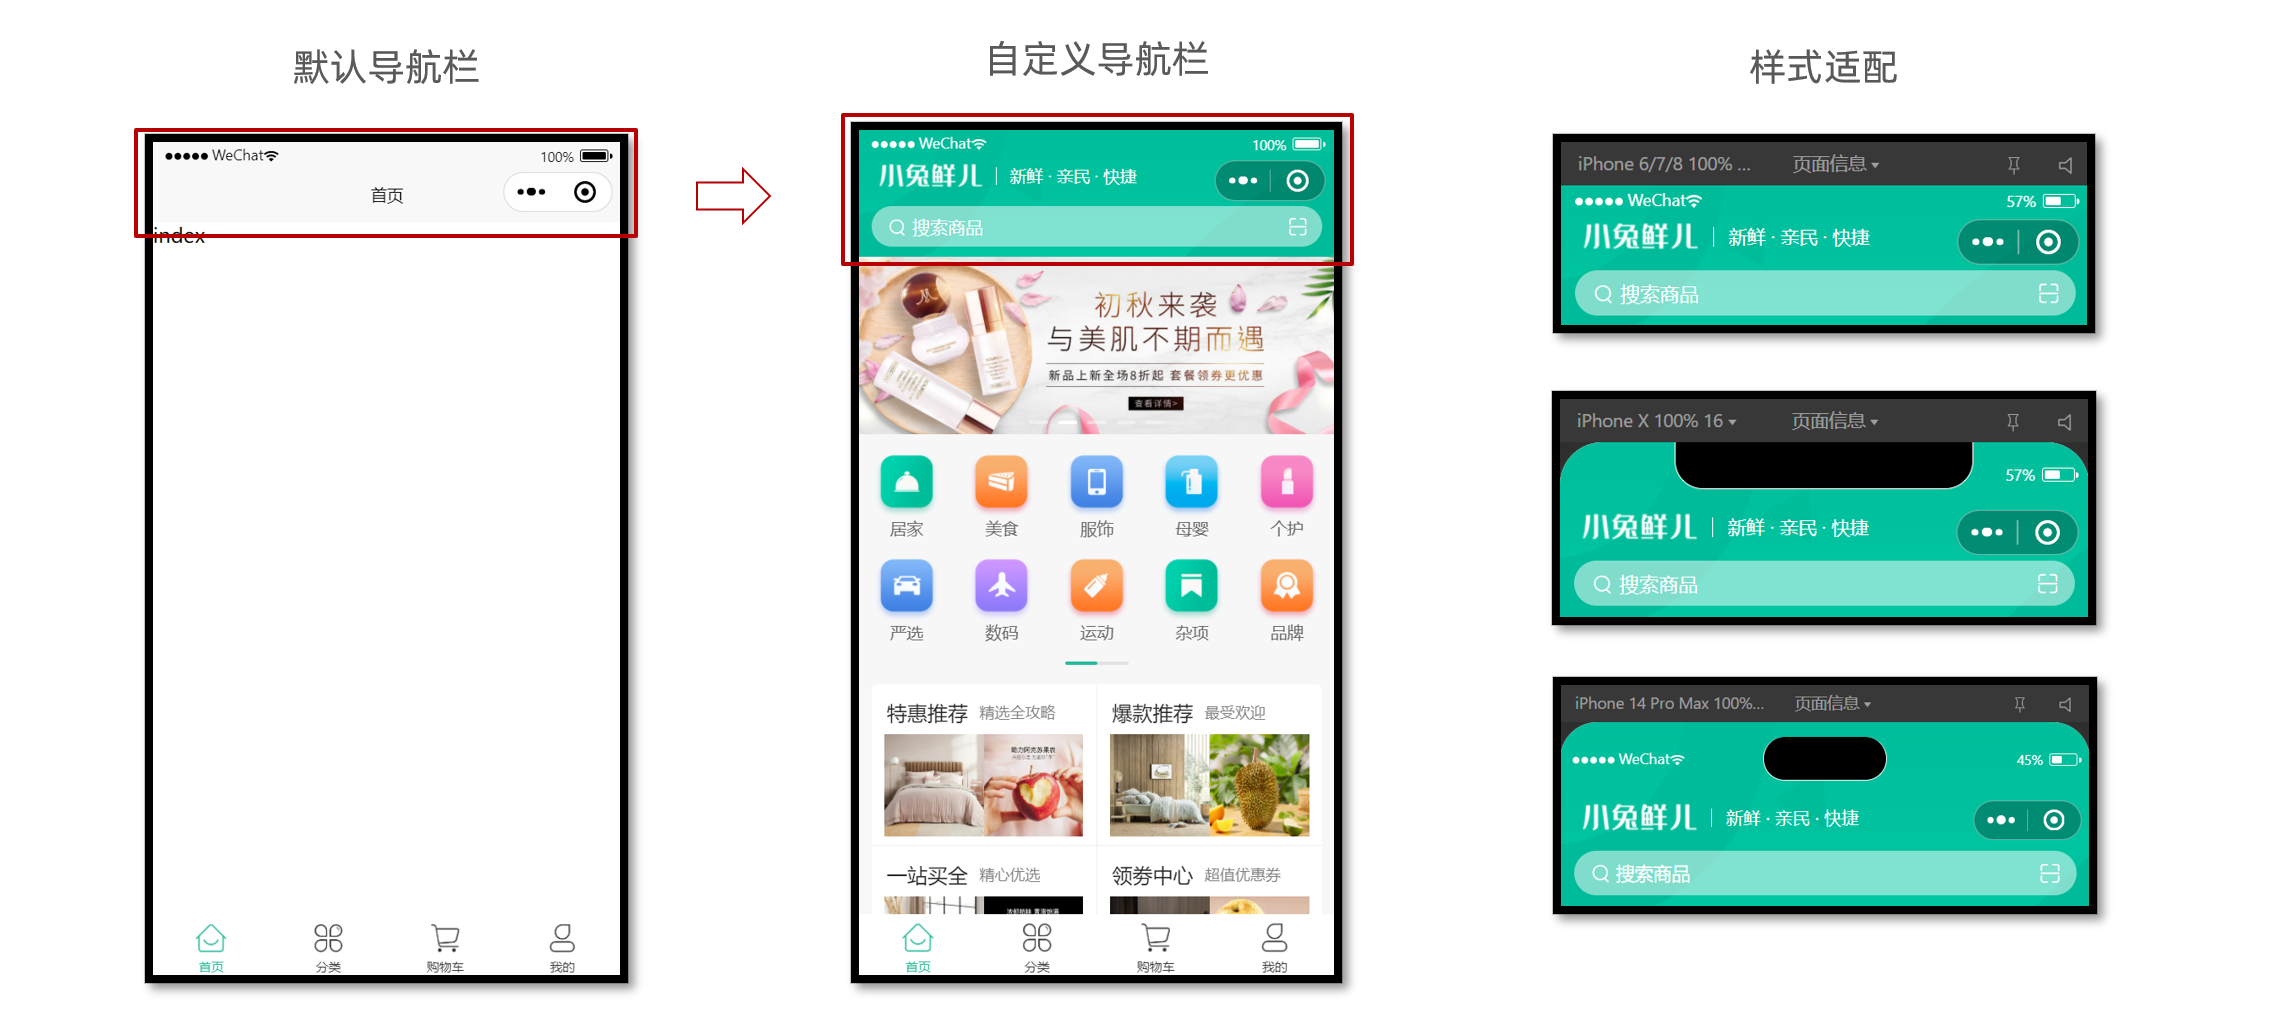 默认导航栏
WeChat
100%
首页
index
首页
分类
购物车
我的
自定义导航栏
WeChat
100%
小兔鲜儿
新鲜 · 亲民 · 快捷
搜索商品
初秋来袭
与美肌不期而遇
新品上新全场8折起 套餐领券更优惠
查看详情>
居家
美食
服饰
母婴
个护
严选
数码
运动
杂项
品牌
特惠推荐 精选全攻略
爆款推荐 最受欢迎
助力阿克苏果农
一站买全 精心优选
领券中心 超值优惠券
首页
分类
购物车
我的
样式适配
iPhone 6/7/8 100% ...
页面信息
WeChat
57%
小兔鲜儿
新鲜 · 亲民 · 快捷
搜索商品
iPhone X 100% 16
页面信息
57%
小兔鲜儿
新鲜 · 亲民 · 快捷
搜索商品
iPhone 14 Pro Max 100%...
页面信息
WeChat
45%
小兔鲜儿
新鲜 · 亲民 · 快捷
搜索商品